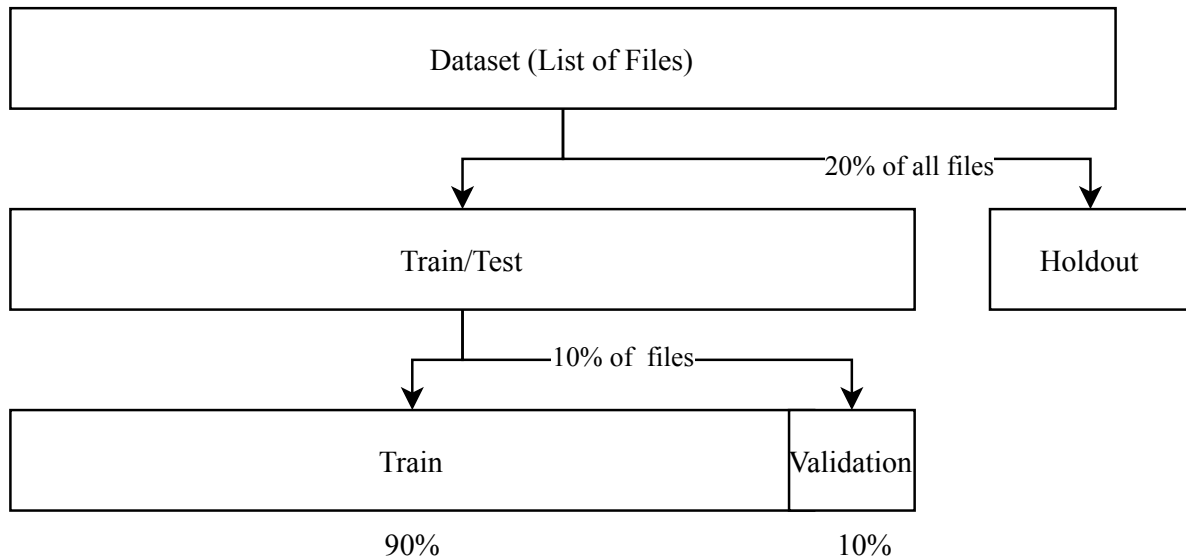 Dataset (List of Files)
20% of all files
Train/Test
Holdout
10% of  files
Train
Validation
90%
10%